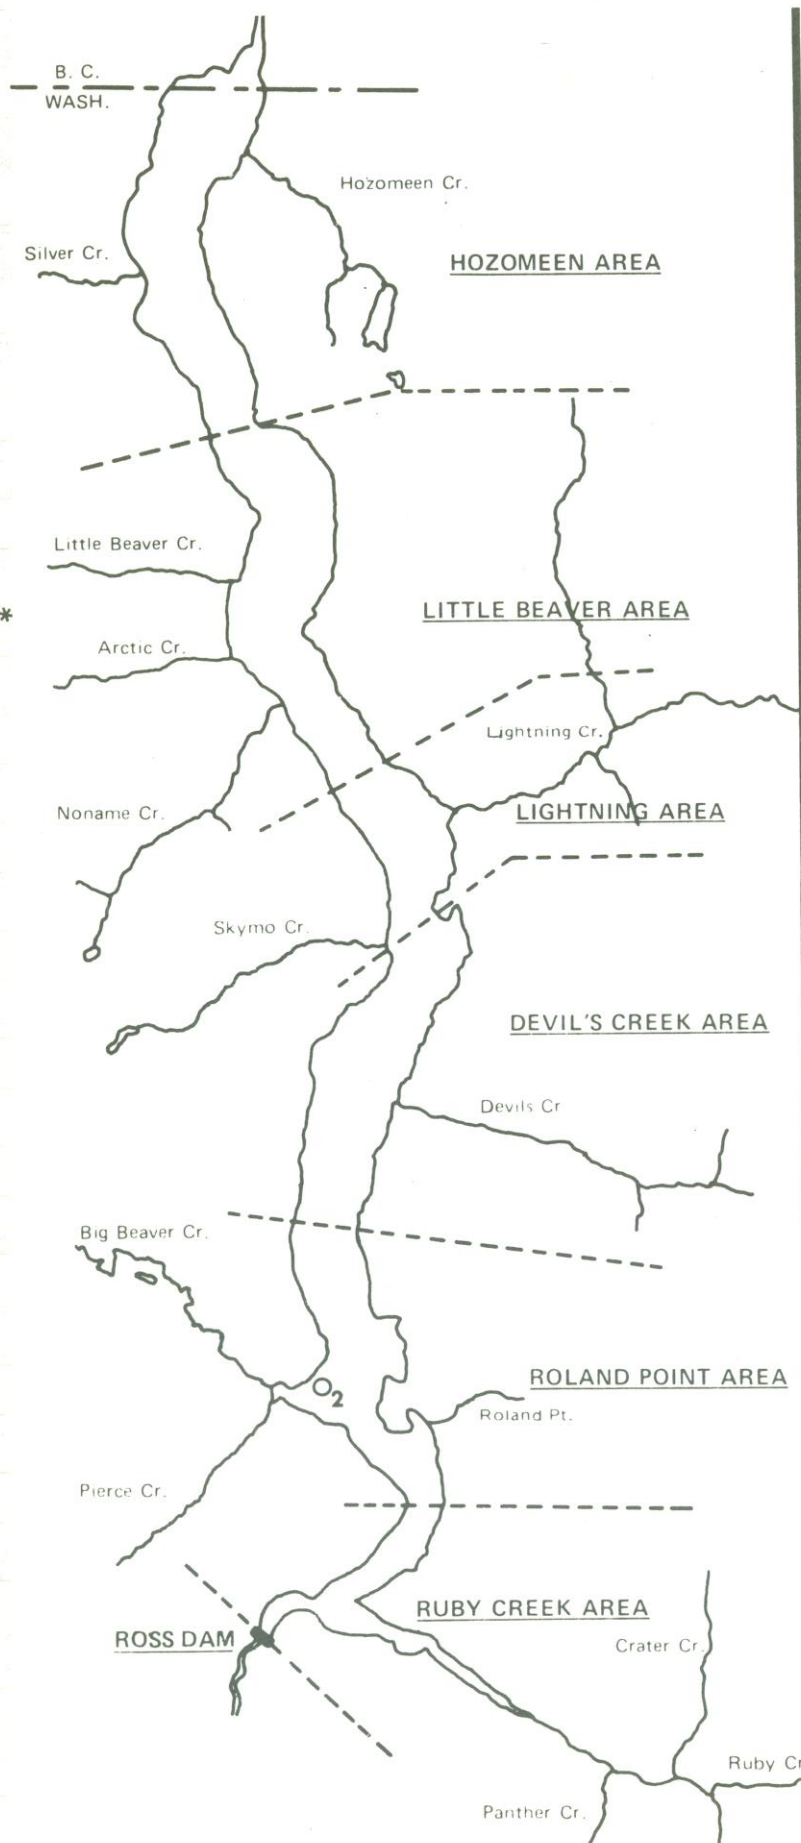 B. C.
WASH.
Hozomeen Cr.
Silver Cr.
HOZOMEEN AREA
Little Beaver Cr.
*
LITTLE BEAVER AREA
Arctic Cr.
Lightning Cr.
Noname Cr.
LIGHTNING AREA
Skymo Cr.
DEVIL'S CREEK AREA
Devils Cr
Big Beaver Cr.
ROLAND POINT AREA
2
Roland Pt.
Pierce Cr.
RUBY CREEK AREA
ROSS DAM
Crater Cr.
Ruby Cr
Panther Cr.